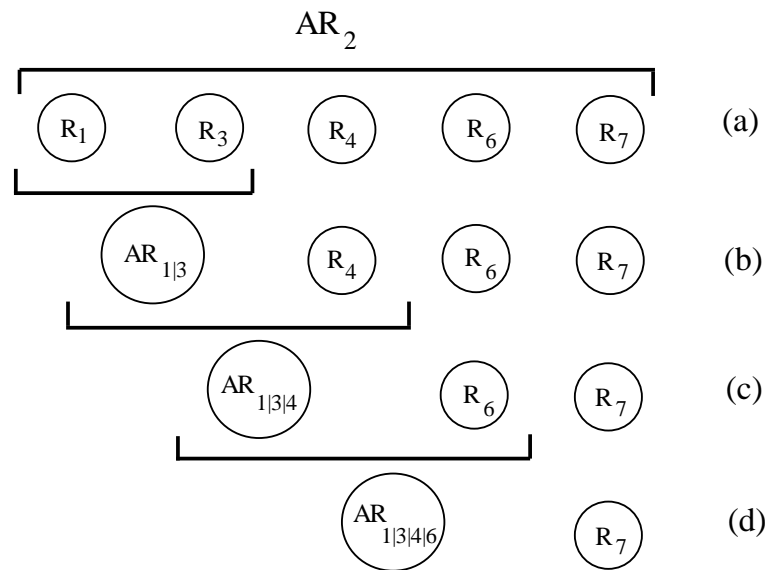 AR₂
R₁ R₃ R₄ R₆ R₇ (a)
AR₁|₃ R₄ R₆ R₇ (b)
AR₁|₃|₄ R₆ R₇ (c)
AR₁|₃|₄|₆ R₇ (d)